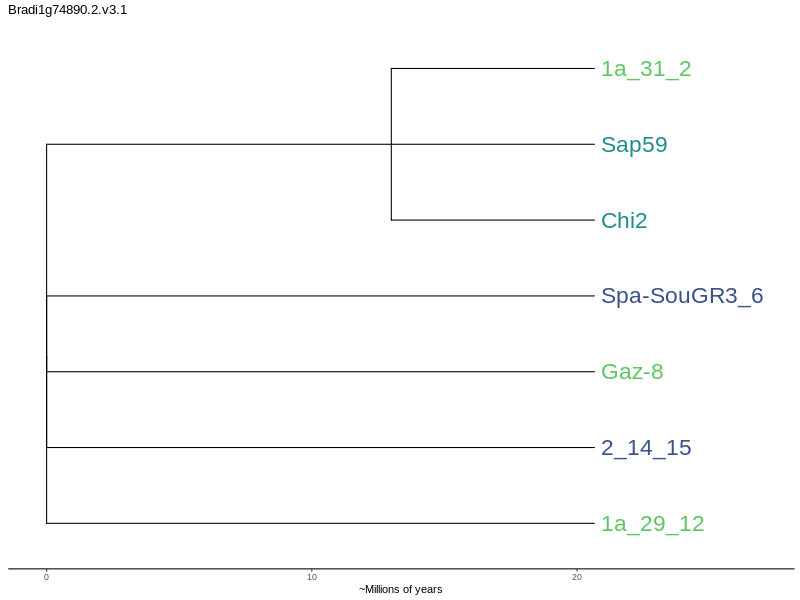 Bradi1g74890.2.v3.1
1a_31_2
Sap59
Chi2
Spa-SouGR3_6
Gaz-8
2_14_15
1a_29_12
0 10 20
~Millions of years